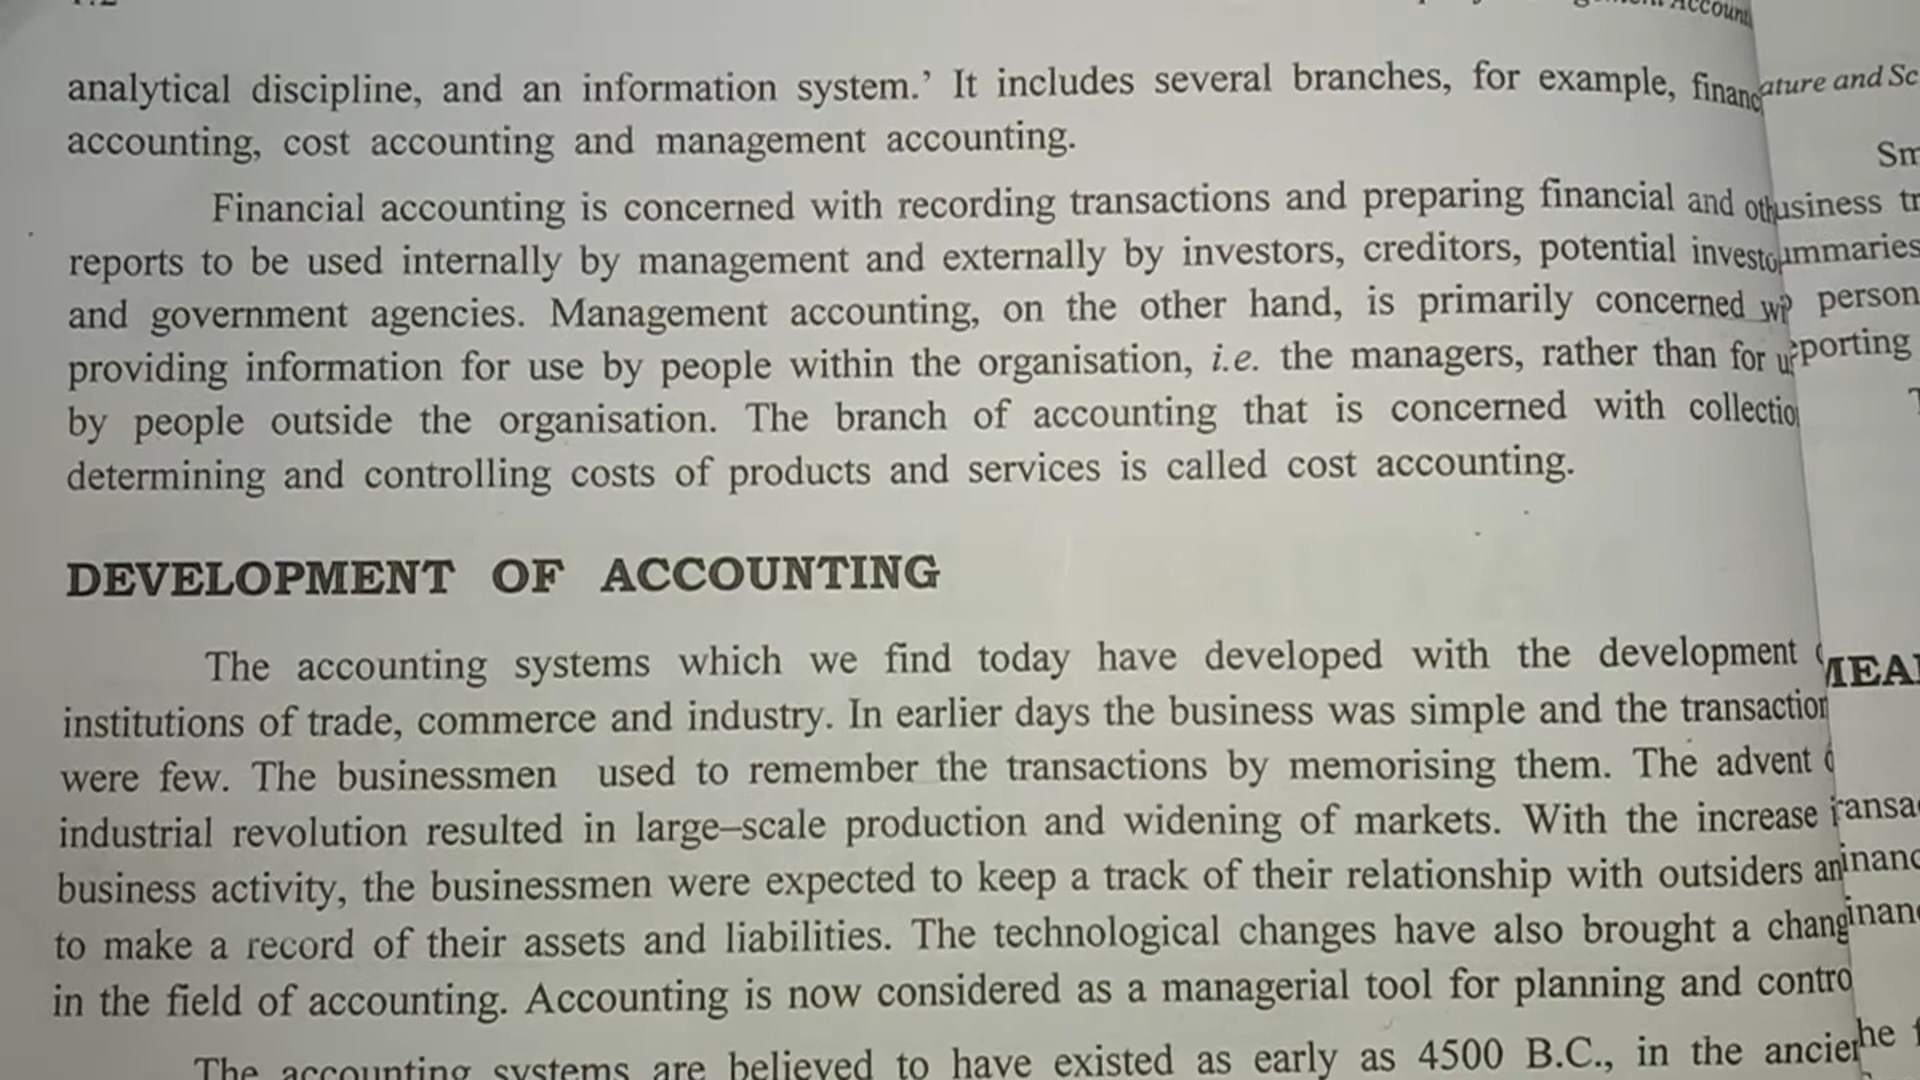 analytical discipline, and an information system.' It includes several branches, for example,
accounting, cost accounting and management accounting.
Financial accounting is concerned with recording transactions and preparing financial and
reports to be used internally by management and externally by investors, creditors, potential
and government agencies. Management accounting, on the other hand, is primarily concerned
providing information for use by people within the organisation, i.e. the managers, rather than for
by people outside the organisation. The branch of accounting that is concerned with
determining and controlling costs of products and services is called cost accounting.
DEVELOPMENT OF ACCOUNTING
The accounting systems which we find today have developed with the development
institutions of trade, commerce and industry. In earlier days the business was simple and the
were few. The businessmen used to remember the transactions by memorising them. The advent
industrial revolution resulted in large–scale production and widening of markets. With the increase
business activity, the businessmen were expected to keep a track of their relationship with outsiders
to make a record of their assets and liabilities. The technological changes have also brought a
in the field of accounting. Accounting is now considered as a managerial tool for planning and
The accounting systems are believed to have existed as early as 4500 B.C., in the
and
person